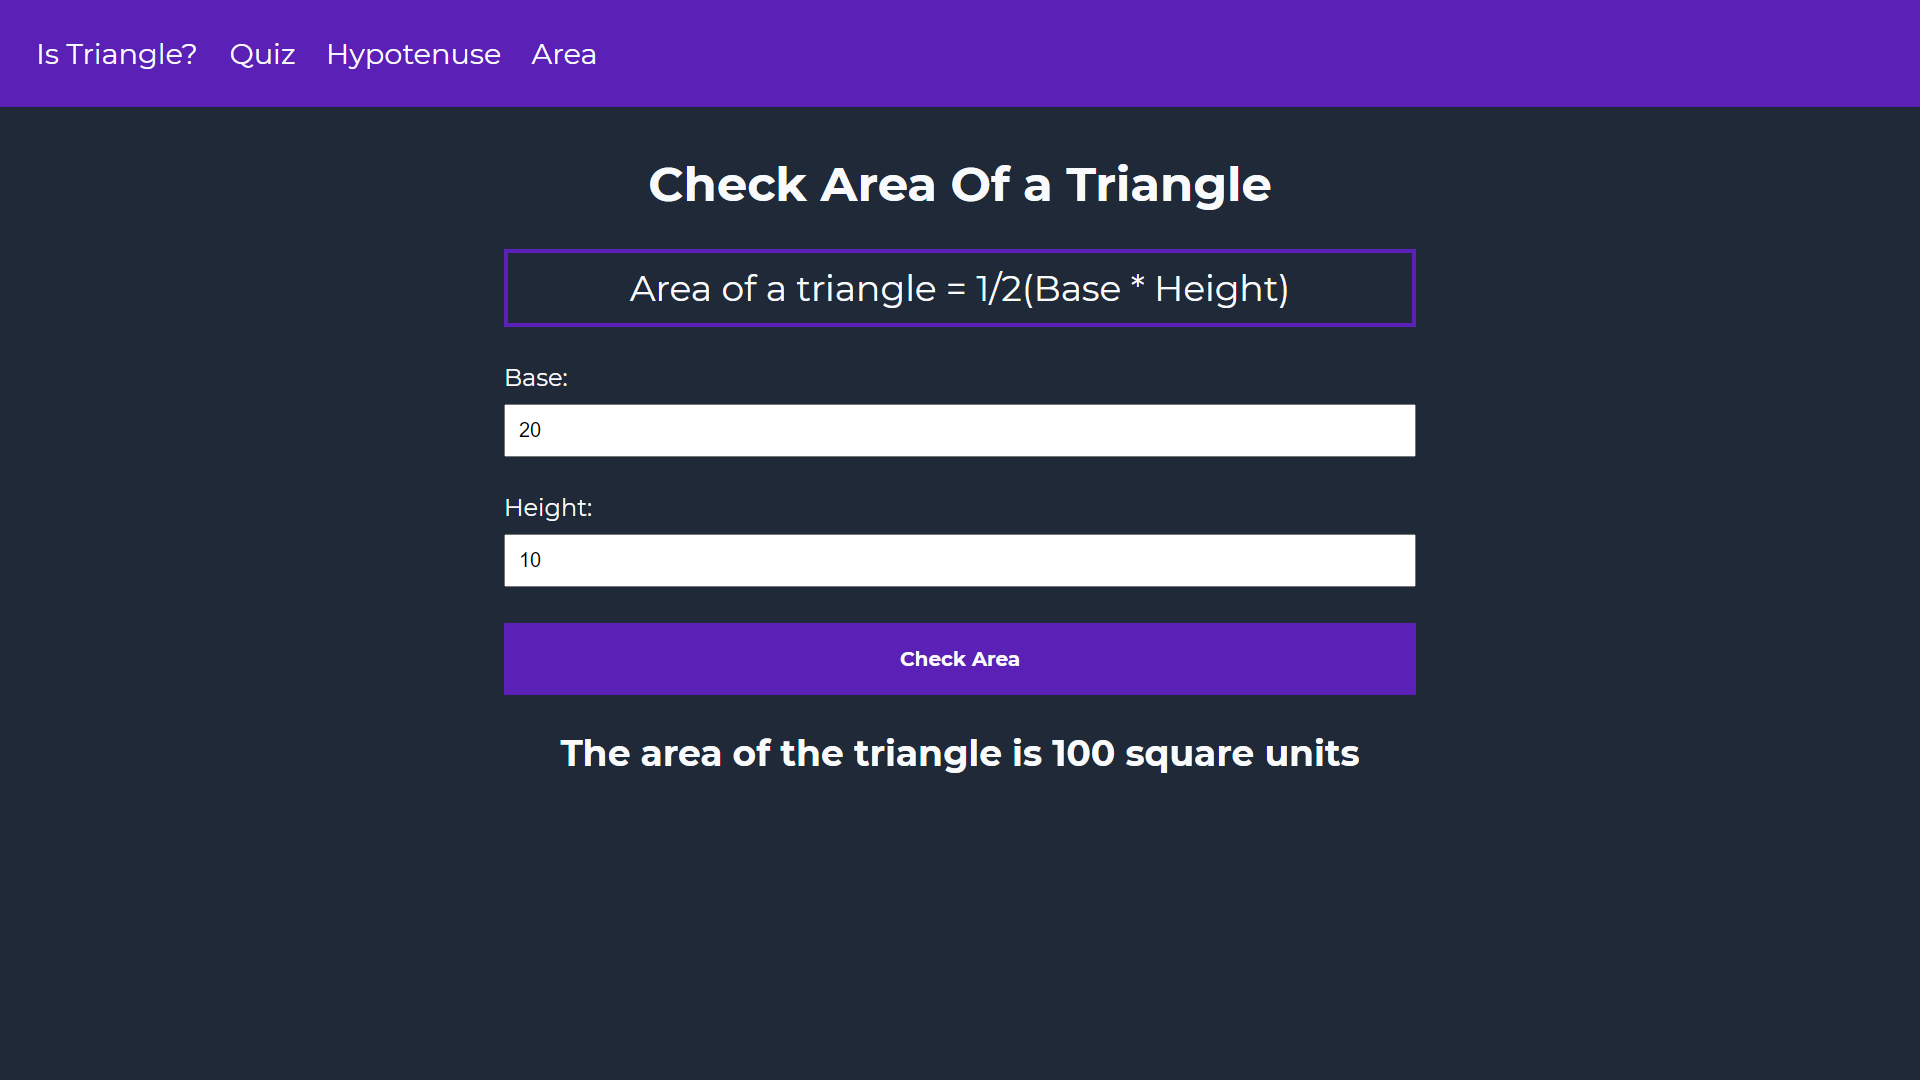 Is Triangle? Quiz Hypotenuse Area
Check Area Of a Triangle
Area of a triangle = 1/2(Base * Height)
Base:
20
Height:
10
Check Area
The area of the triangle is 100 square units